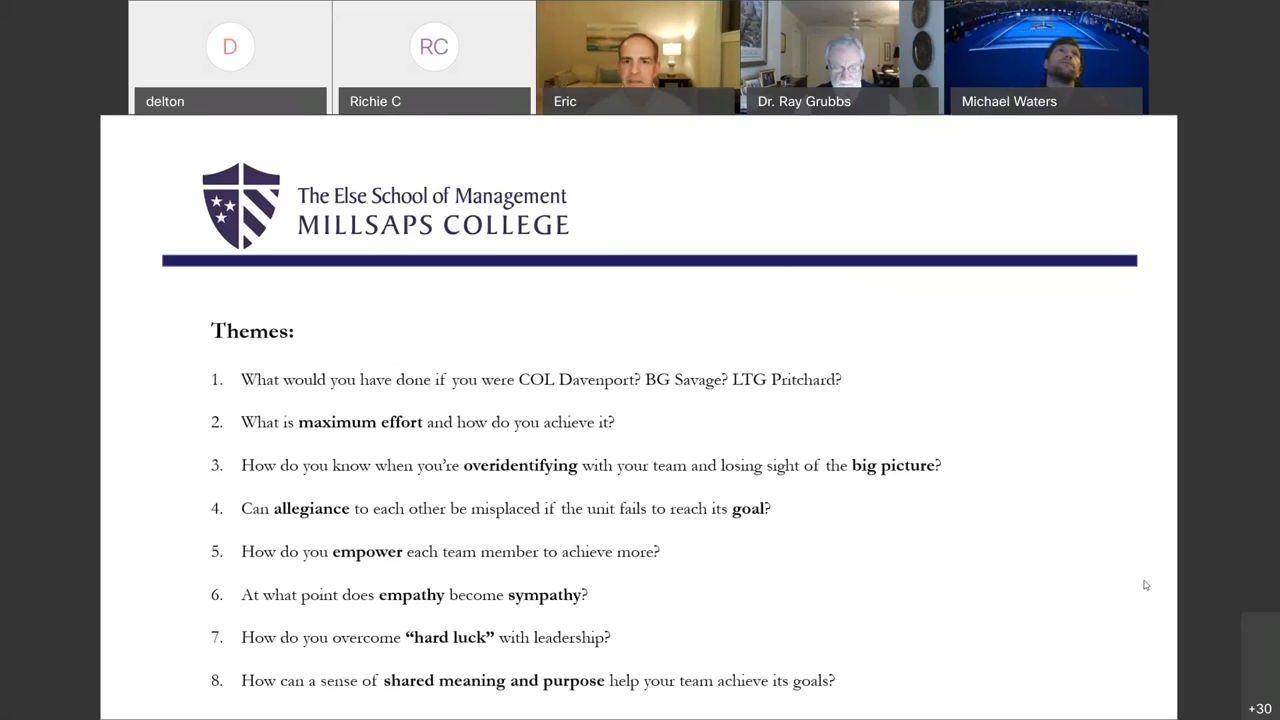 D
RC
delton
Richie C
Eric
Dr. Ray Grubbs
Michael Waters
The Else School of Management
MILLSAPS COLLEGE
Themes:
1. What would you have done if you were COL Davenport? BG Savage? LTG Pritchard?
2. What is maximum effort and how do you achieve it?
3. How do you know when you're overidentifying with your team and losing sight of the big picture?
4. Can allegiance to each other be misplaced if the unit fails to reach its goal?
5. How do you empower each team member to achieve more?
6. At what point does empathy become sympathy?
7. How do you overcome “hard luck” with leadership?
8. How can a sense of shared meaning and purpose help your team achieve its goals?
+30